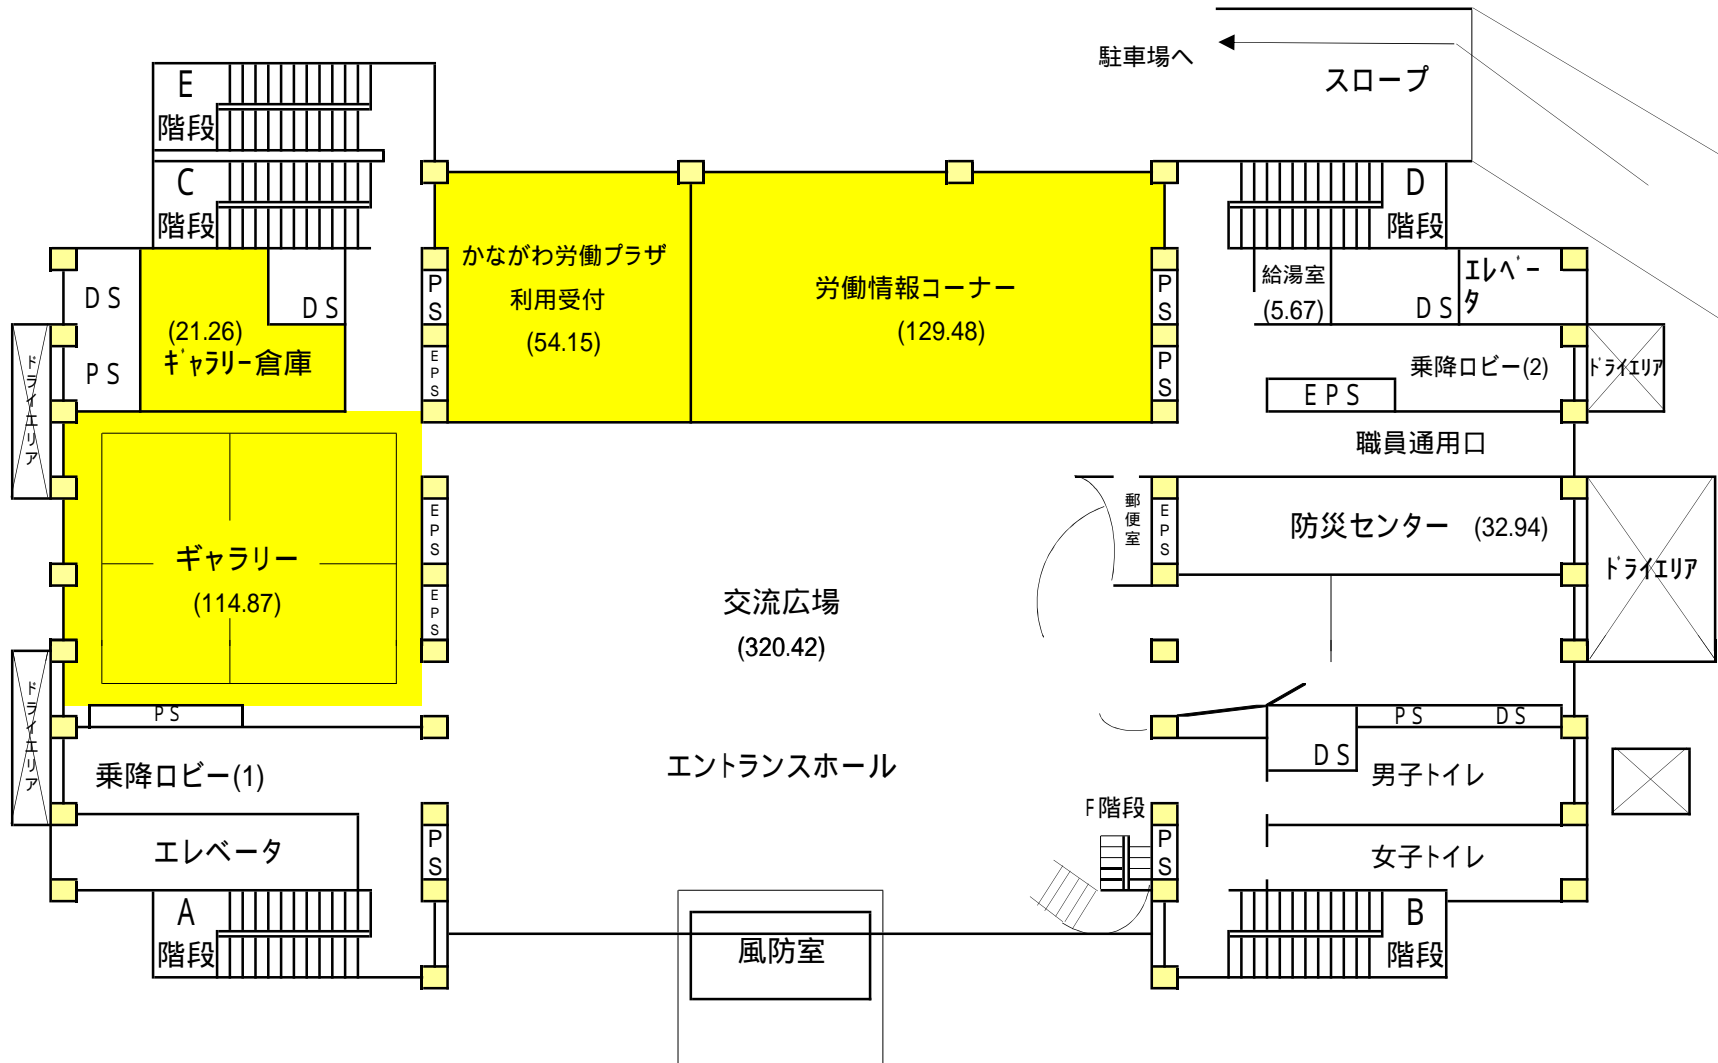 駐車場へ
スロープ
E
階段
C
階段
D
階段
かながわ労働プラザ
利用受付
(54.15)
労働情報コーナー
(129.48)
給湯室
(5.67)
DS
エレベー
タ
DS
PS
(21.26)
ギャラリー倉庫
DS
PS
EPS
PS
PS
乗降ロビー(2)
EPS
ドライエリア
ドライエリア
職員通用口
郵便室
EPS
防災センター (32.94)
ドライエリア
ギャラリー
(114.87)
EPS
EPS
交流広場
(320.42)
PS
PS
DS
DS
男子トイレ
女子トイレ
ドライエリア
乗降ロビー(1)
エレベータ
エントランスホール
F階段
PS
PS
A
階段
風防室
B
階段